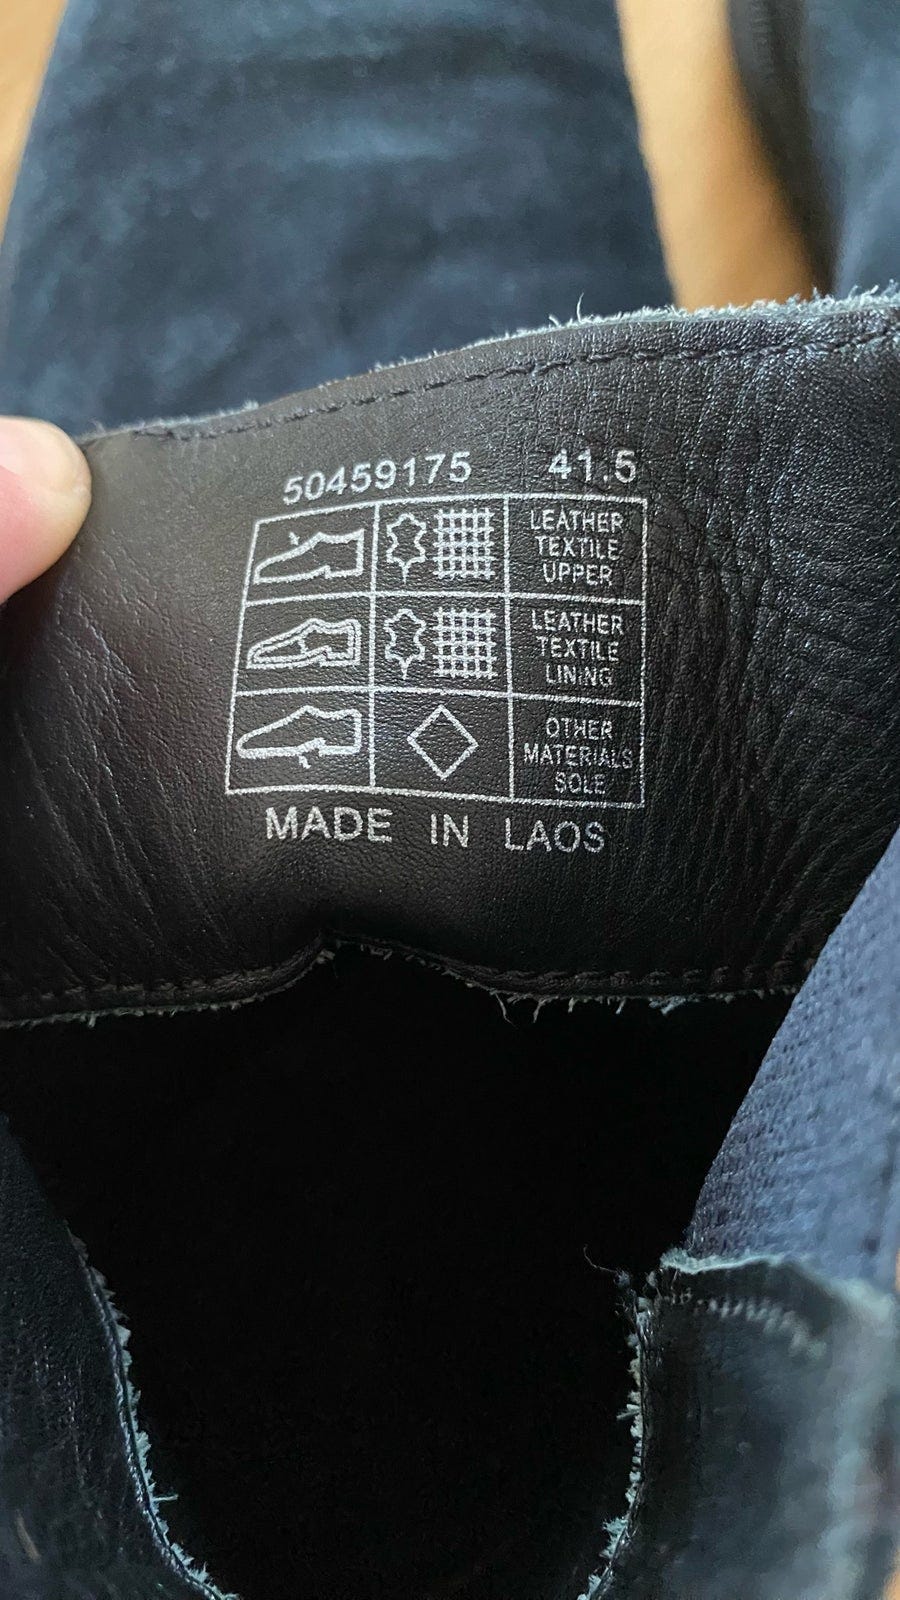 50459175 41.5
LEATHER
TEXTILE
UPPER
LEATHER
TEXTILE
LINING
OTHER
MATERIALS
SOLE
MADE IN LAOS